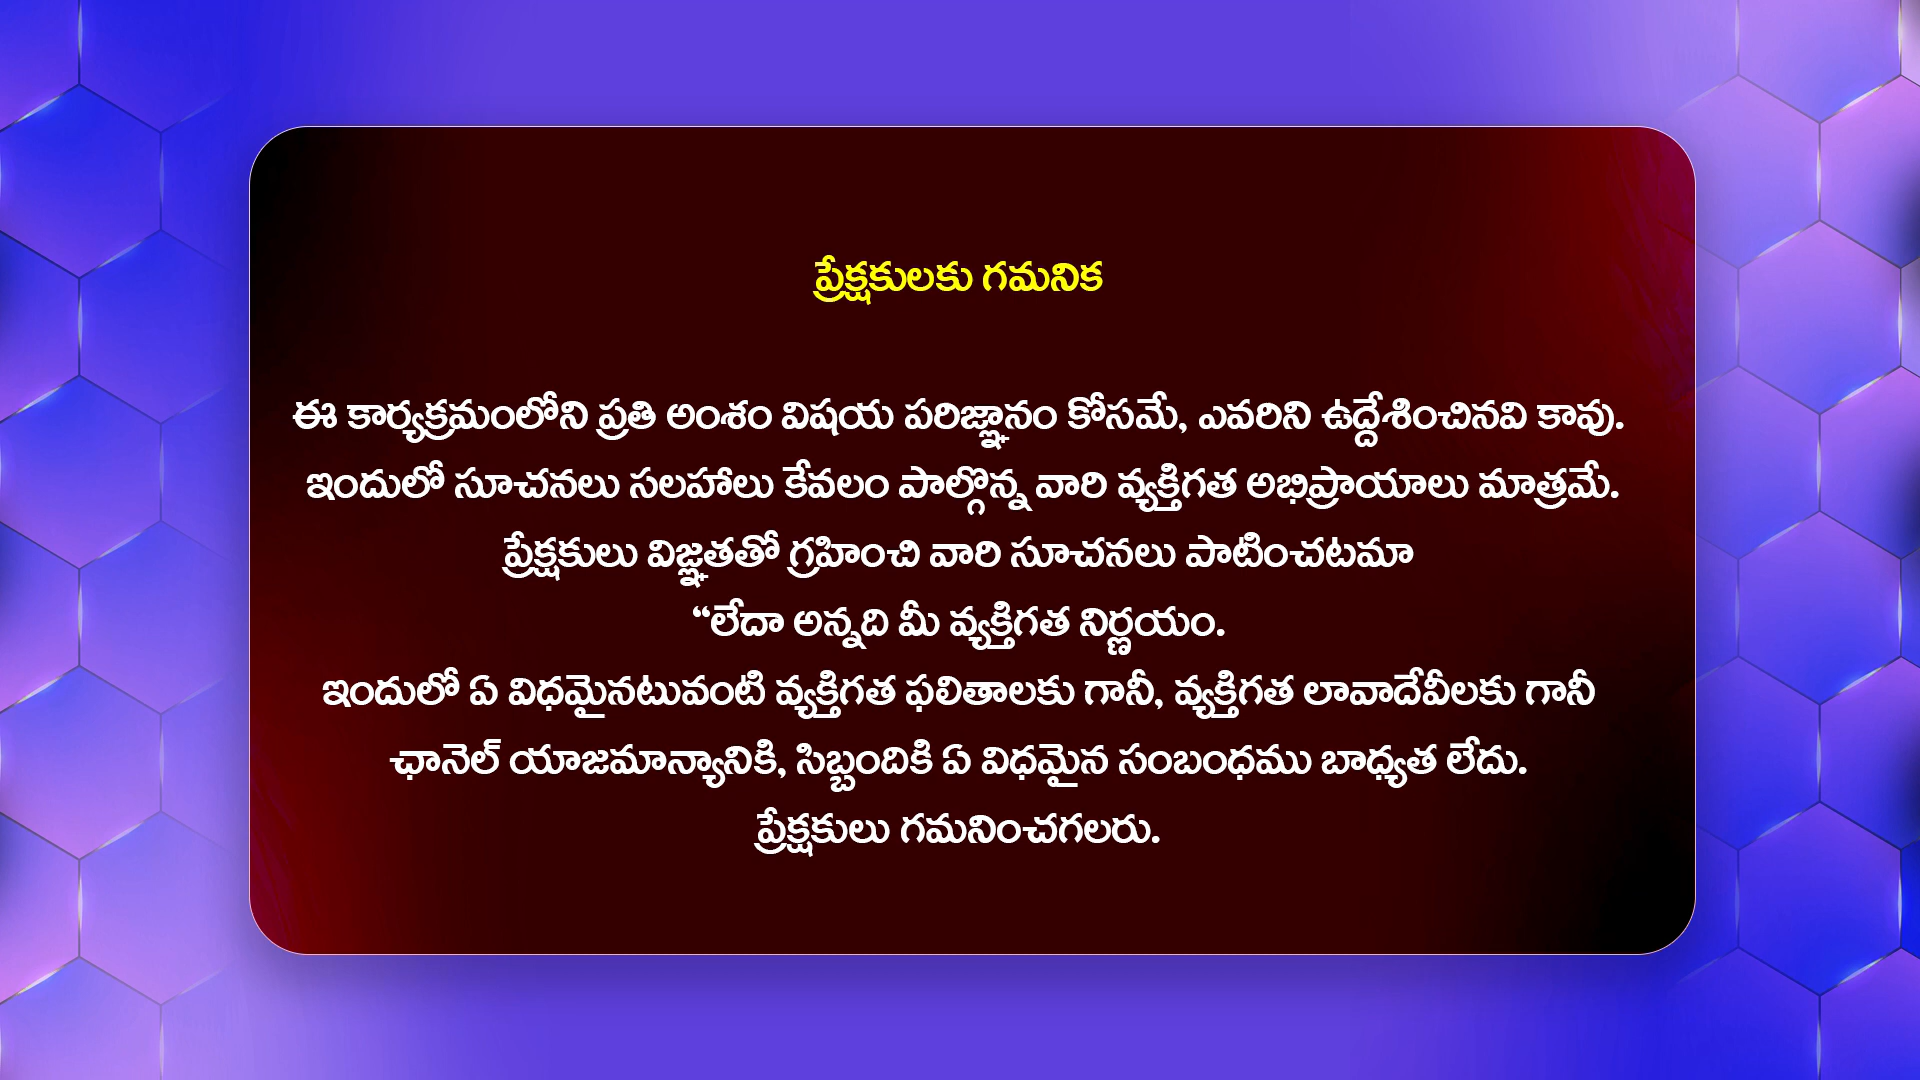 ప్రేక్షకులకు గమనిక
ఈ కార్యక్రమంలోని ప్రతి అంశం విషయ పరిజ్ఞానం కోసమే, ఎవరిని ఉద్దేశించినవి కావు.
ఇందులో సూచనలు సలహాలు కేవలం పాల్గొన్న వారి వ్యక్తిగత అభిప్రాయాలు మాత్రమే.
ప్రేక్షకులు విజ్ఞతతో గ్రహించి వారి సూచనలు పాటించటమా
“లేదా అన్నది మీ వ్యక్తిగత నిర్ణయం.
ఇందులో ఏ విధమైనటువంటి వ్యక్తిగత ఫలితాలకు గానీ, వ్యక్తిగత లావాదేవీలకు గానీ
ఛానెల్ యాజమాన్యానికి, సిబ్బందికి ఏ విధమైన సంబంధము బాధ్యత లేదు.
ప్రేక్షకులు గమనించగలరు.